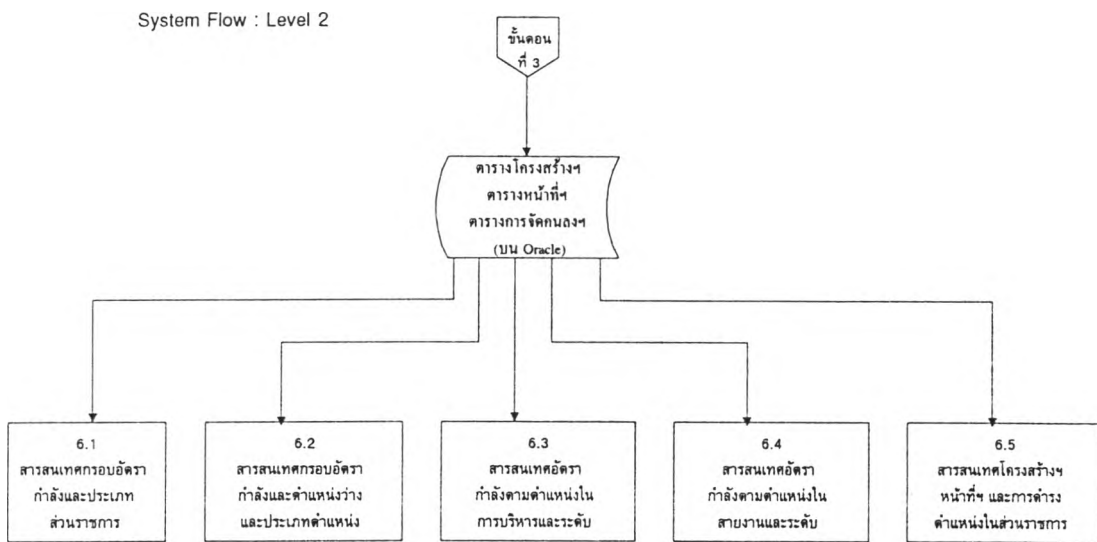 System Flow : Level 2
ขั้นตอน
ที่ 3
ตารางโครงสร้างฯ
ตารางหน้าที่ฯ
ตารางการจัดคนลงฯ
(บน Oracle)
6.1
สารสนเทศกรอบอัตรา
กำลังและประเภท
ส่วนราชการ
6.2
สารสนเทศกรอบอัตรา
กำลังและตำแหน่งว่าง
และประเภทตำแหน่ง
6.3
สารสนเทศอัตรา
กำลังตามตำแหน่งใน
การบริหารและระดับ
6.4
สารสนเทศอัตรา
กำลังตามตำแหน่งใน
สายงานและระดับ
6.5
สารสนเทศโครงสร้างฯ
หน้าที่ฯ และการดำรง
ตำแหน่งในส่วนราชการ